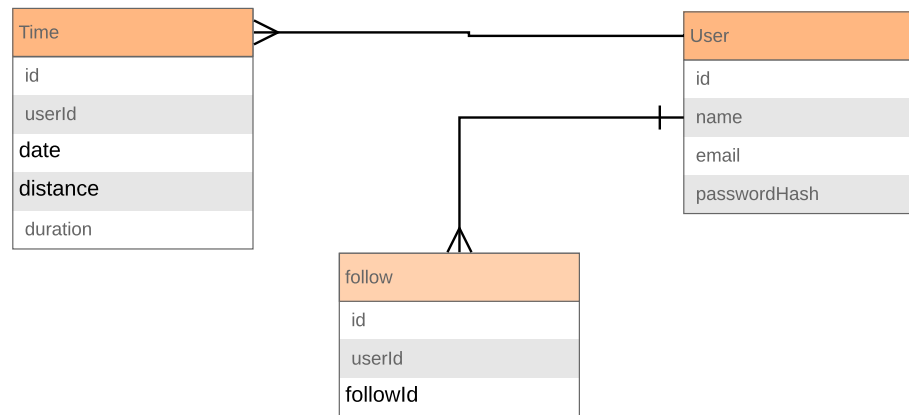 Time
id
userId
date
distance
duration
User
id
name
email
passwordHash
follow
id
userId
followId